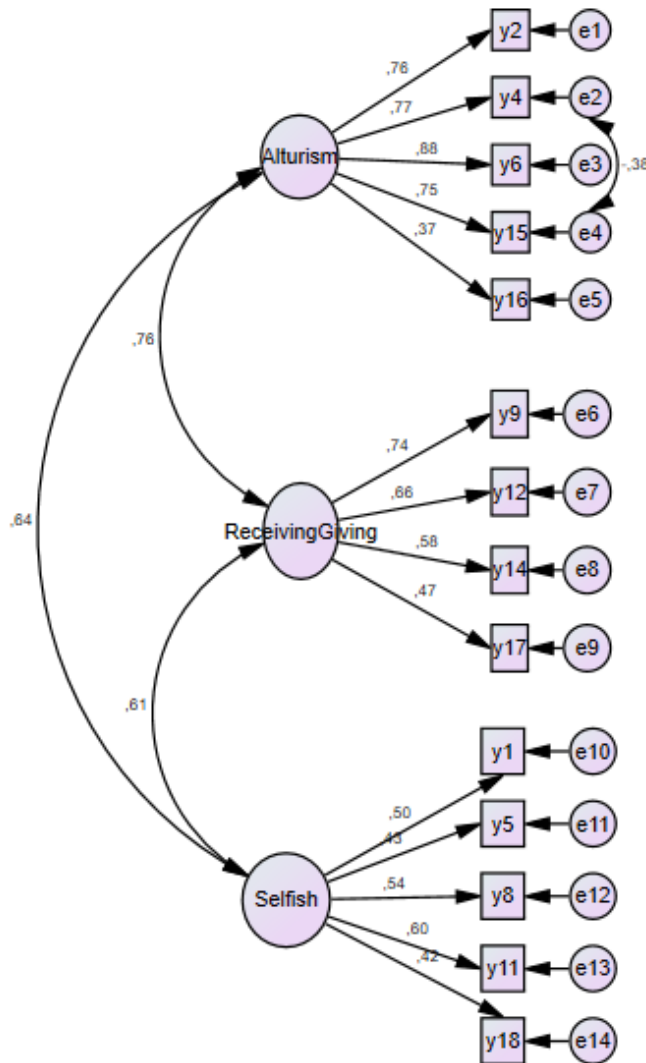 y2 e1
,76
y4 e2
,77
Alturism
,88
y6 e3
-,38
,75
y15 e4
,37
y16 e5
,76
y9 e6
,74
,66
y12 e7
,64
ReceivingGiving
,58
y14 e8
,47
y17 e9
,61
y1 e10
,50
y5 e11
,43
Selfish
,54
y8 e12
,60
y11 e13
,42
y18 e14